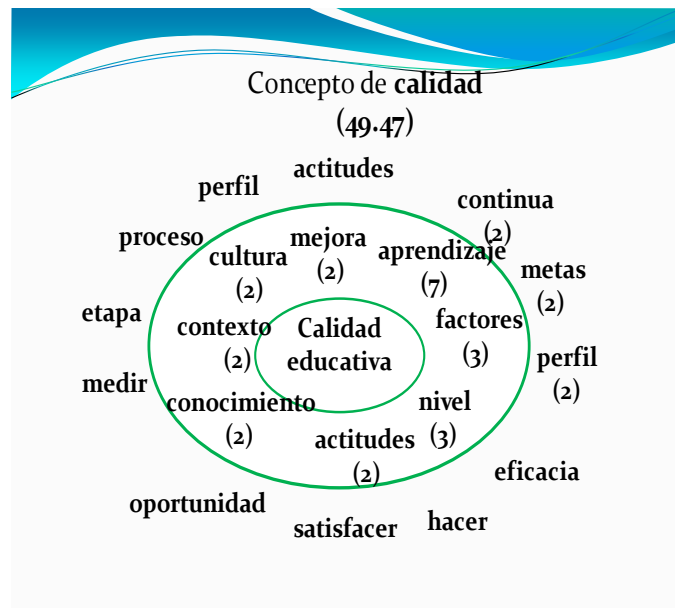 Concepto de calidad
(49.47)
actitudes
perfil
continua
(2)
proceso
mejora
(2)
cultura
(2)
aprendizaje
(7)
metas
(2)
etapa
contexto
(2)
Calidad
educativa
factores
(3)
perfil
(2)
medir
conocimiento
(2)
nivel
(3)
actitudes
(2)
eficacia
oportunidad
satisfacer
hacer